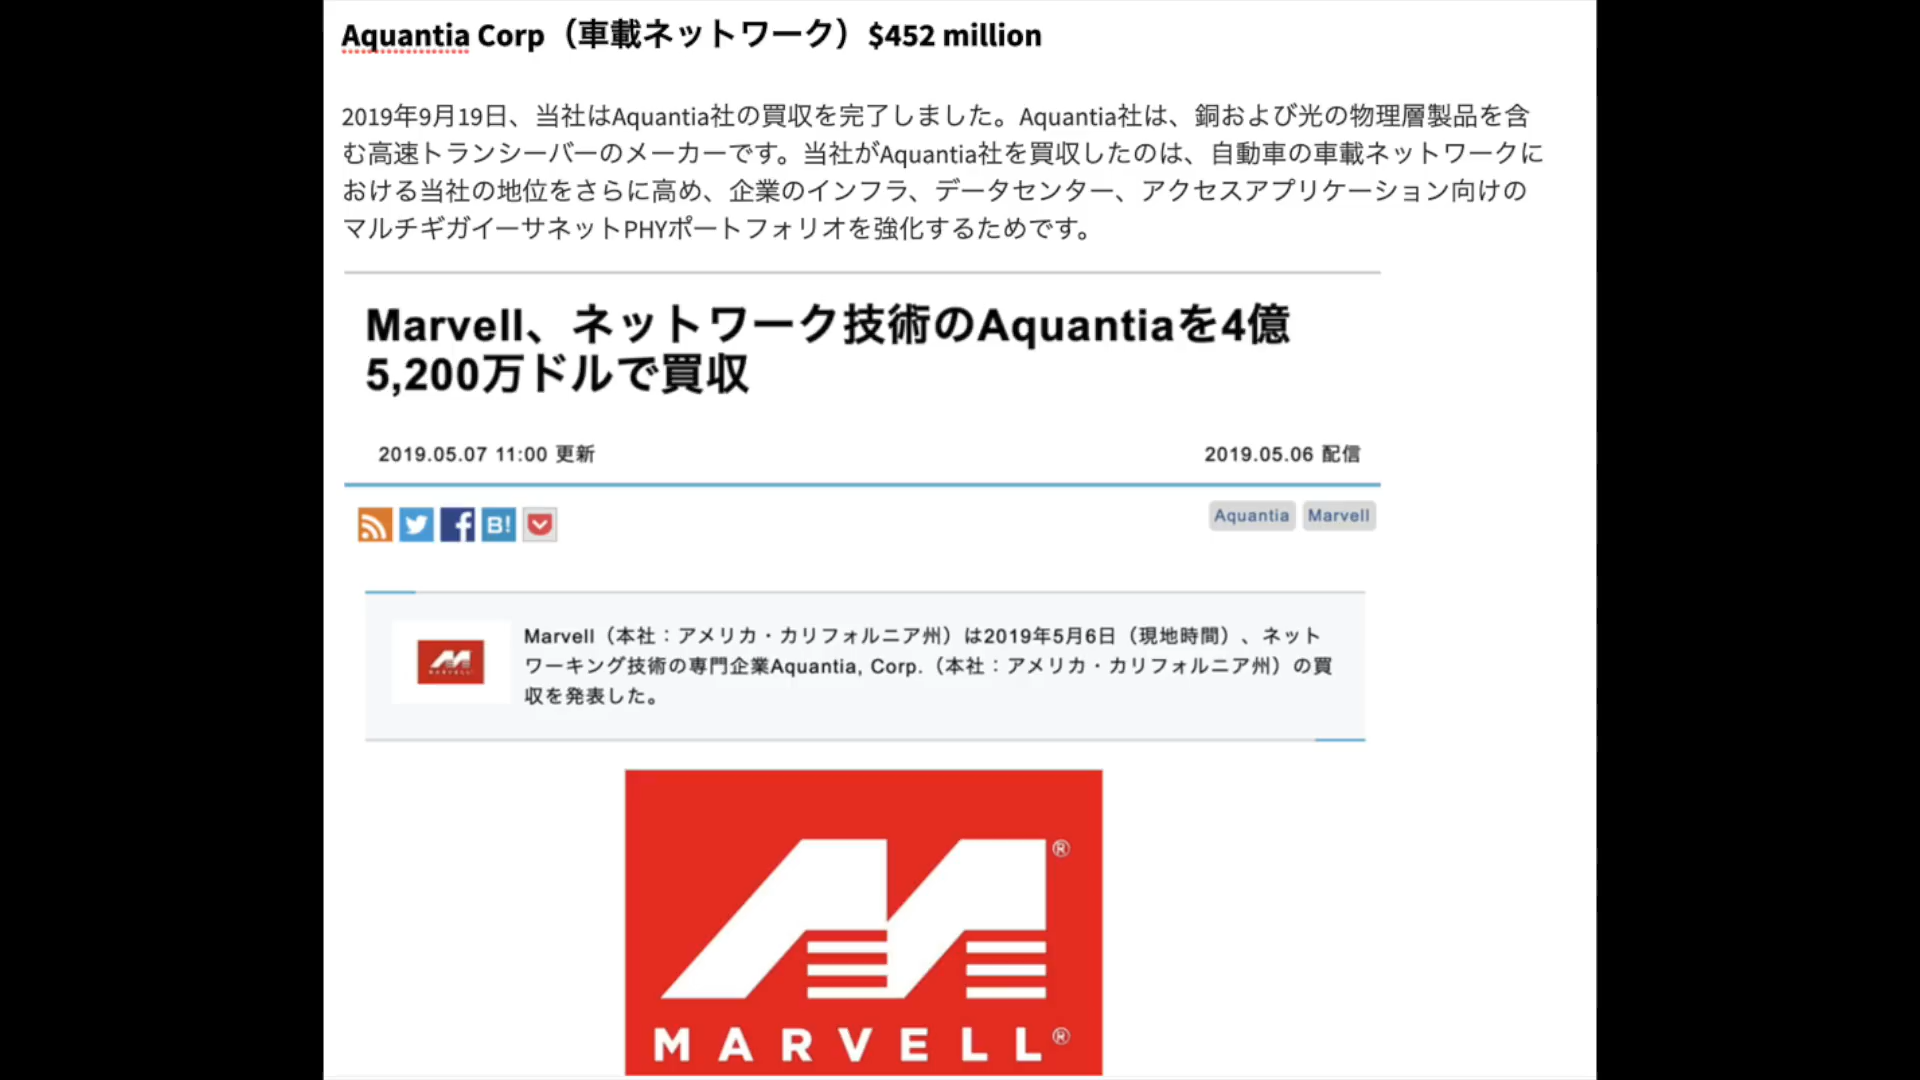 Aquantia Corp（車載ネットワーク）$452 million
2019年9月19日、当社はAquantia社の買収を完了しました。Aquantia社は、銅および光の物理層製品を含
む高速トランシーバーのメーカーです。当社がAquantia社を買収したのは、自動車の車載ネットワークに
おける当社の地位をさらに高め、企業のインフラ、データセンター、アクセスアプリケーション向けの
マルチギガイーサネットPHYポートフォリオを強化するためです。
Marvell、ネットワーク技術のAquantiaを4億
5,200万ドルで買収
2019.05.07 11:00 更新
2019.05.06 配信
B!
Aquantia
Marvell
Marvell（本社：アメリカ・カリフォルニア州）は2019年5月6日（現地時間）、ネット
ワーキング技術の専門企業Aquantia, Corp.（本社：アメリカ・カリフォルニア州）の買
収を発表した。
MARVELL®